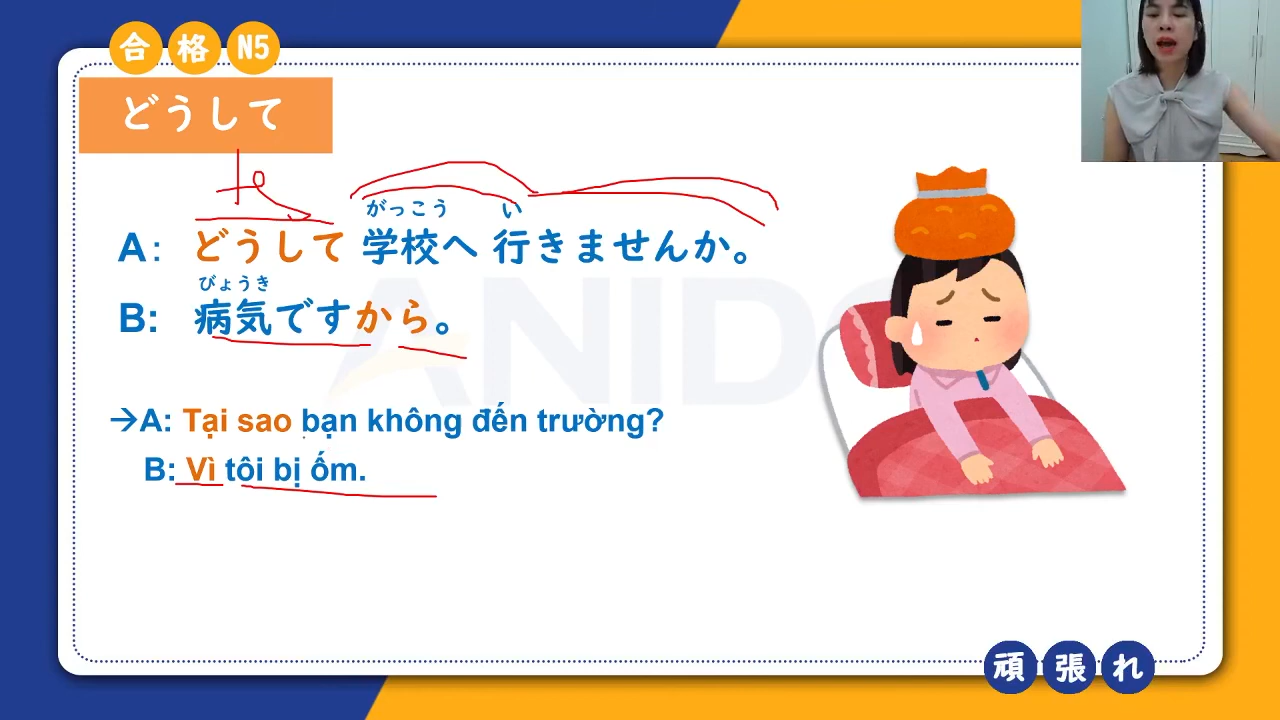 合格N5
どうして
がっこう い
A: どうして 学校へ 行きませんか。
びょうき
B: 病気ですから。
→A: Tại sao bạn không đến trường?
B: Vì tôi bị ốm.
頑張れ